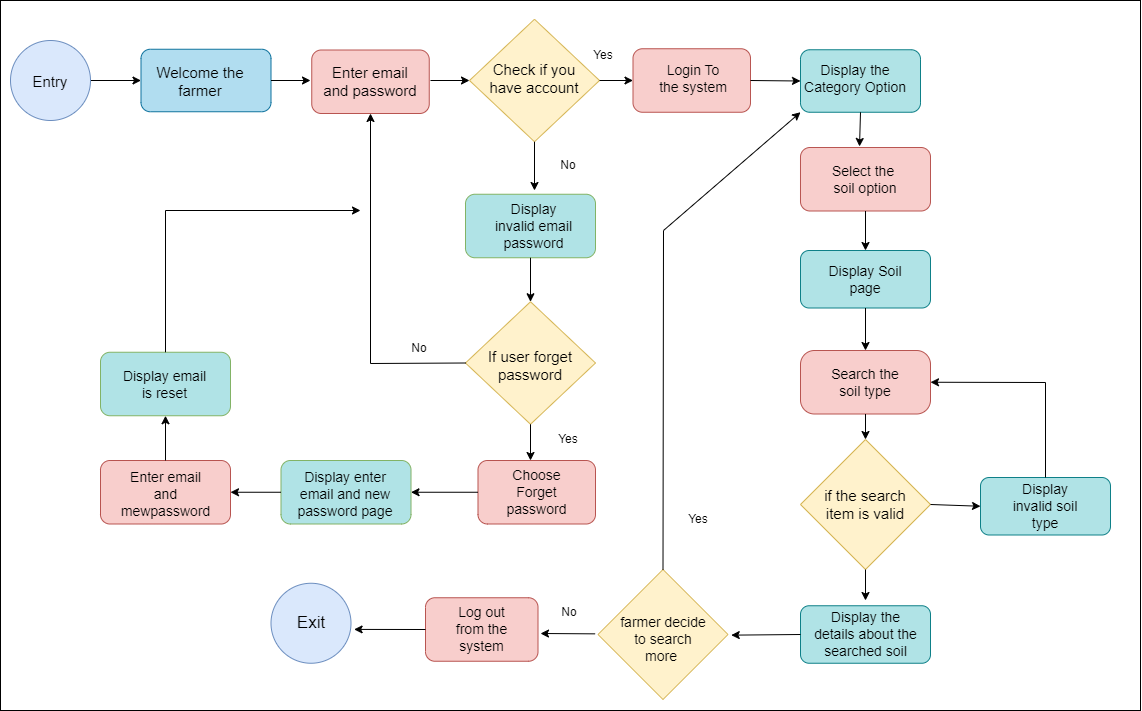 Entry
Welcome the
farmer
Enter email
and password
Check if you
have account
Yes
Login To
the system
Display the
Category Option
No
Select the
soil option
Display
invalid email
password
Display Soil
page
If user forget
password
No
Display email
is reset
Search the
soil type
Yes
Enter email
and
mewpassword
Display enter
email and new
password page
Choose
Forget
password
if the search
item is valid
Display
invalid soil
type
Yes
Exit
Log out
from the
system
No
farmer decide
to search
more
Display the
details about the
searched soil